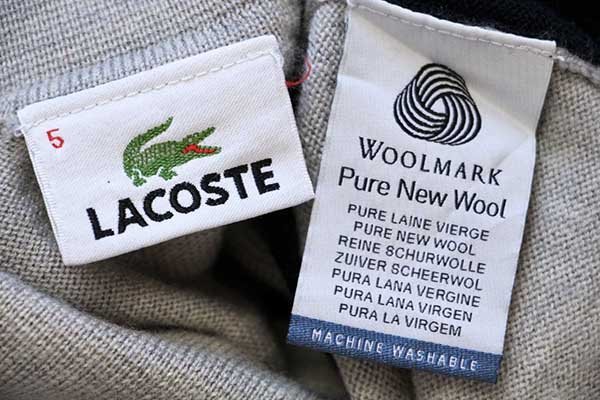 5
LACOSTE
WOOLMARK
Pure New Wool
PURE LAINE VIERGE
PURE NEW WOOL
REINE SCHURWOLLE
ZUIVER SCHEERWOL
PURA LANA VERGINE
PURA LANA VIRGEN
PURA LA VIRGEM
MACHINE WASHABLE